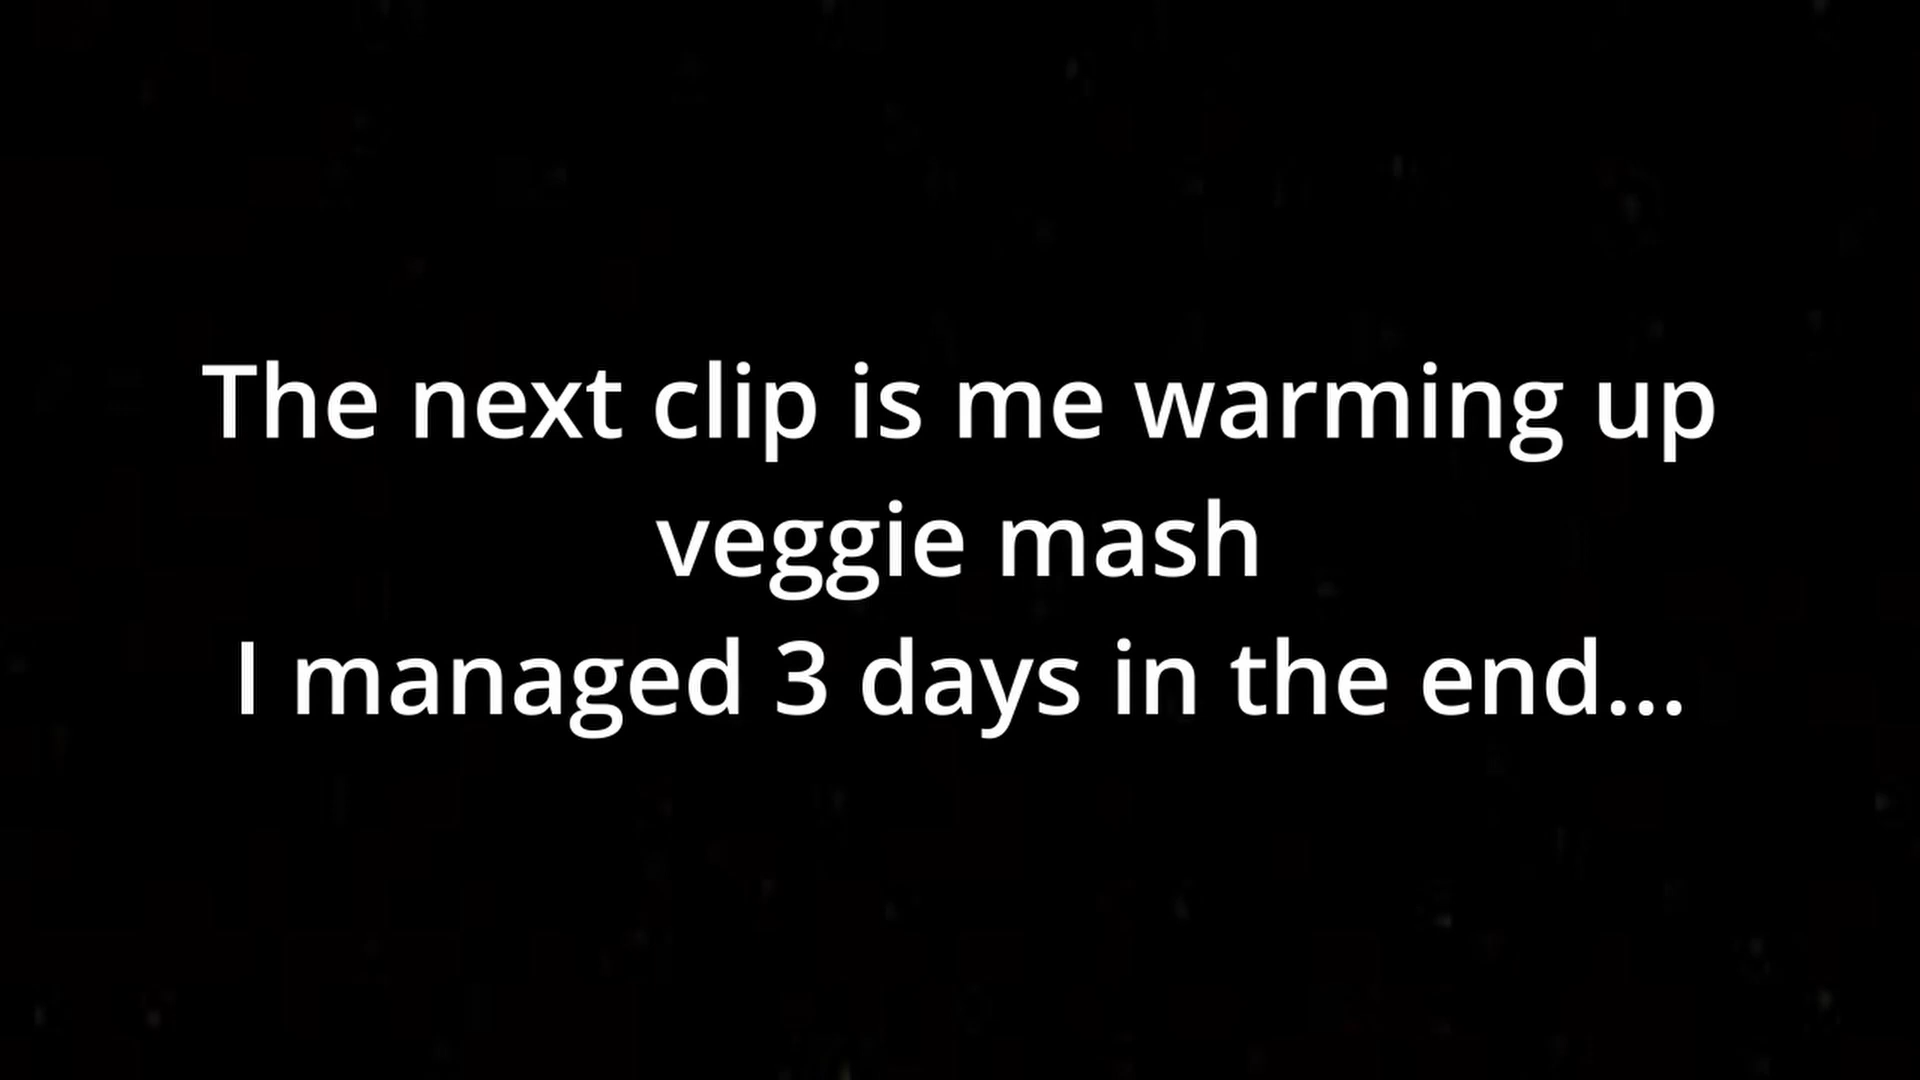 The next clip is me warming up
veggie mash
I managed 3 days in the end...